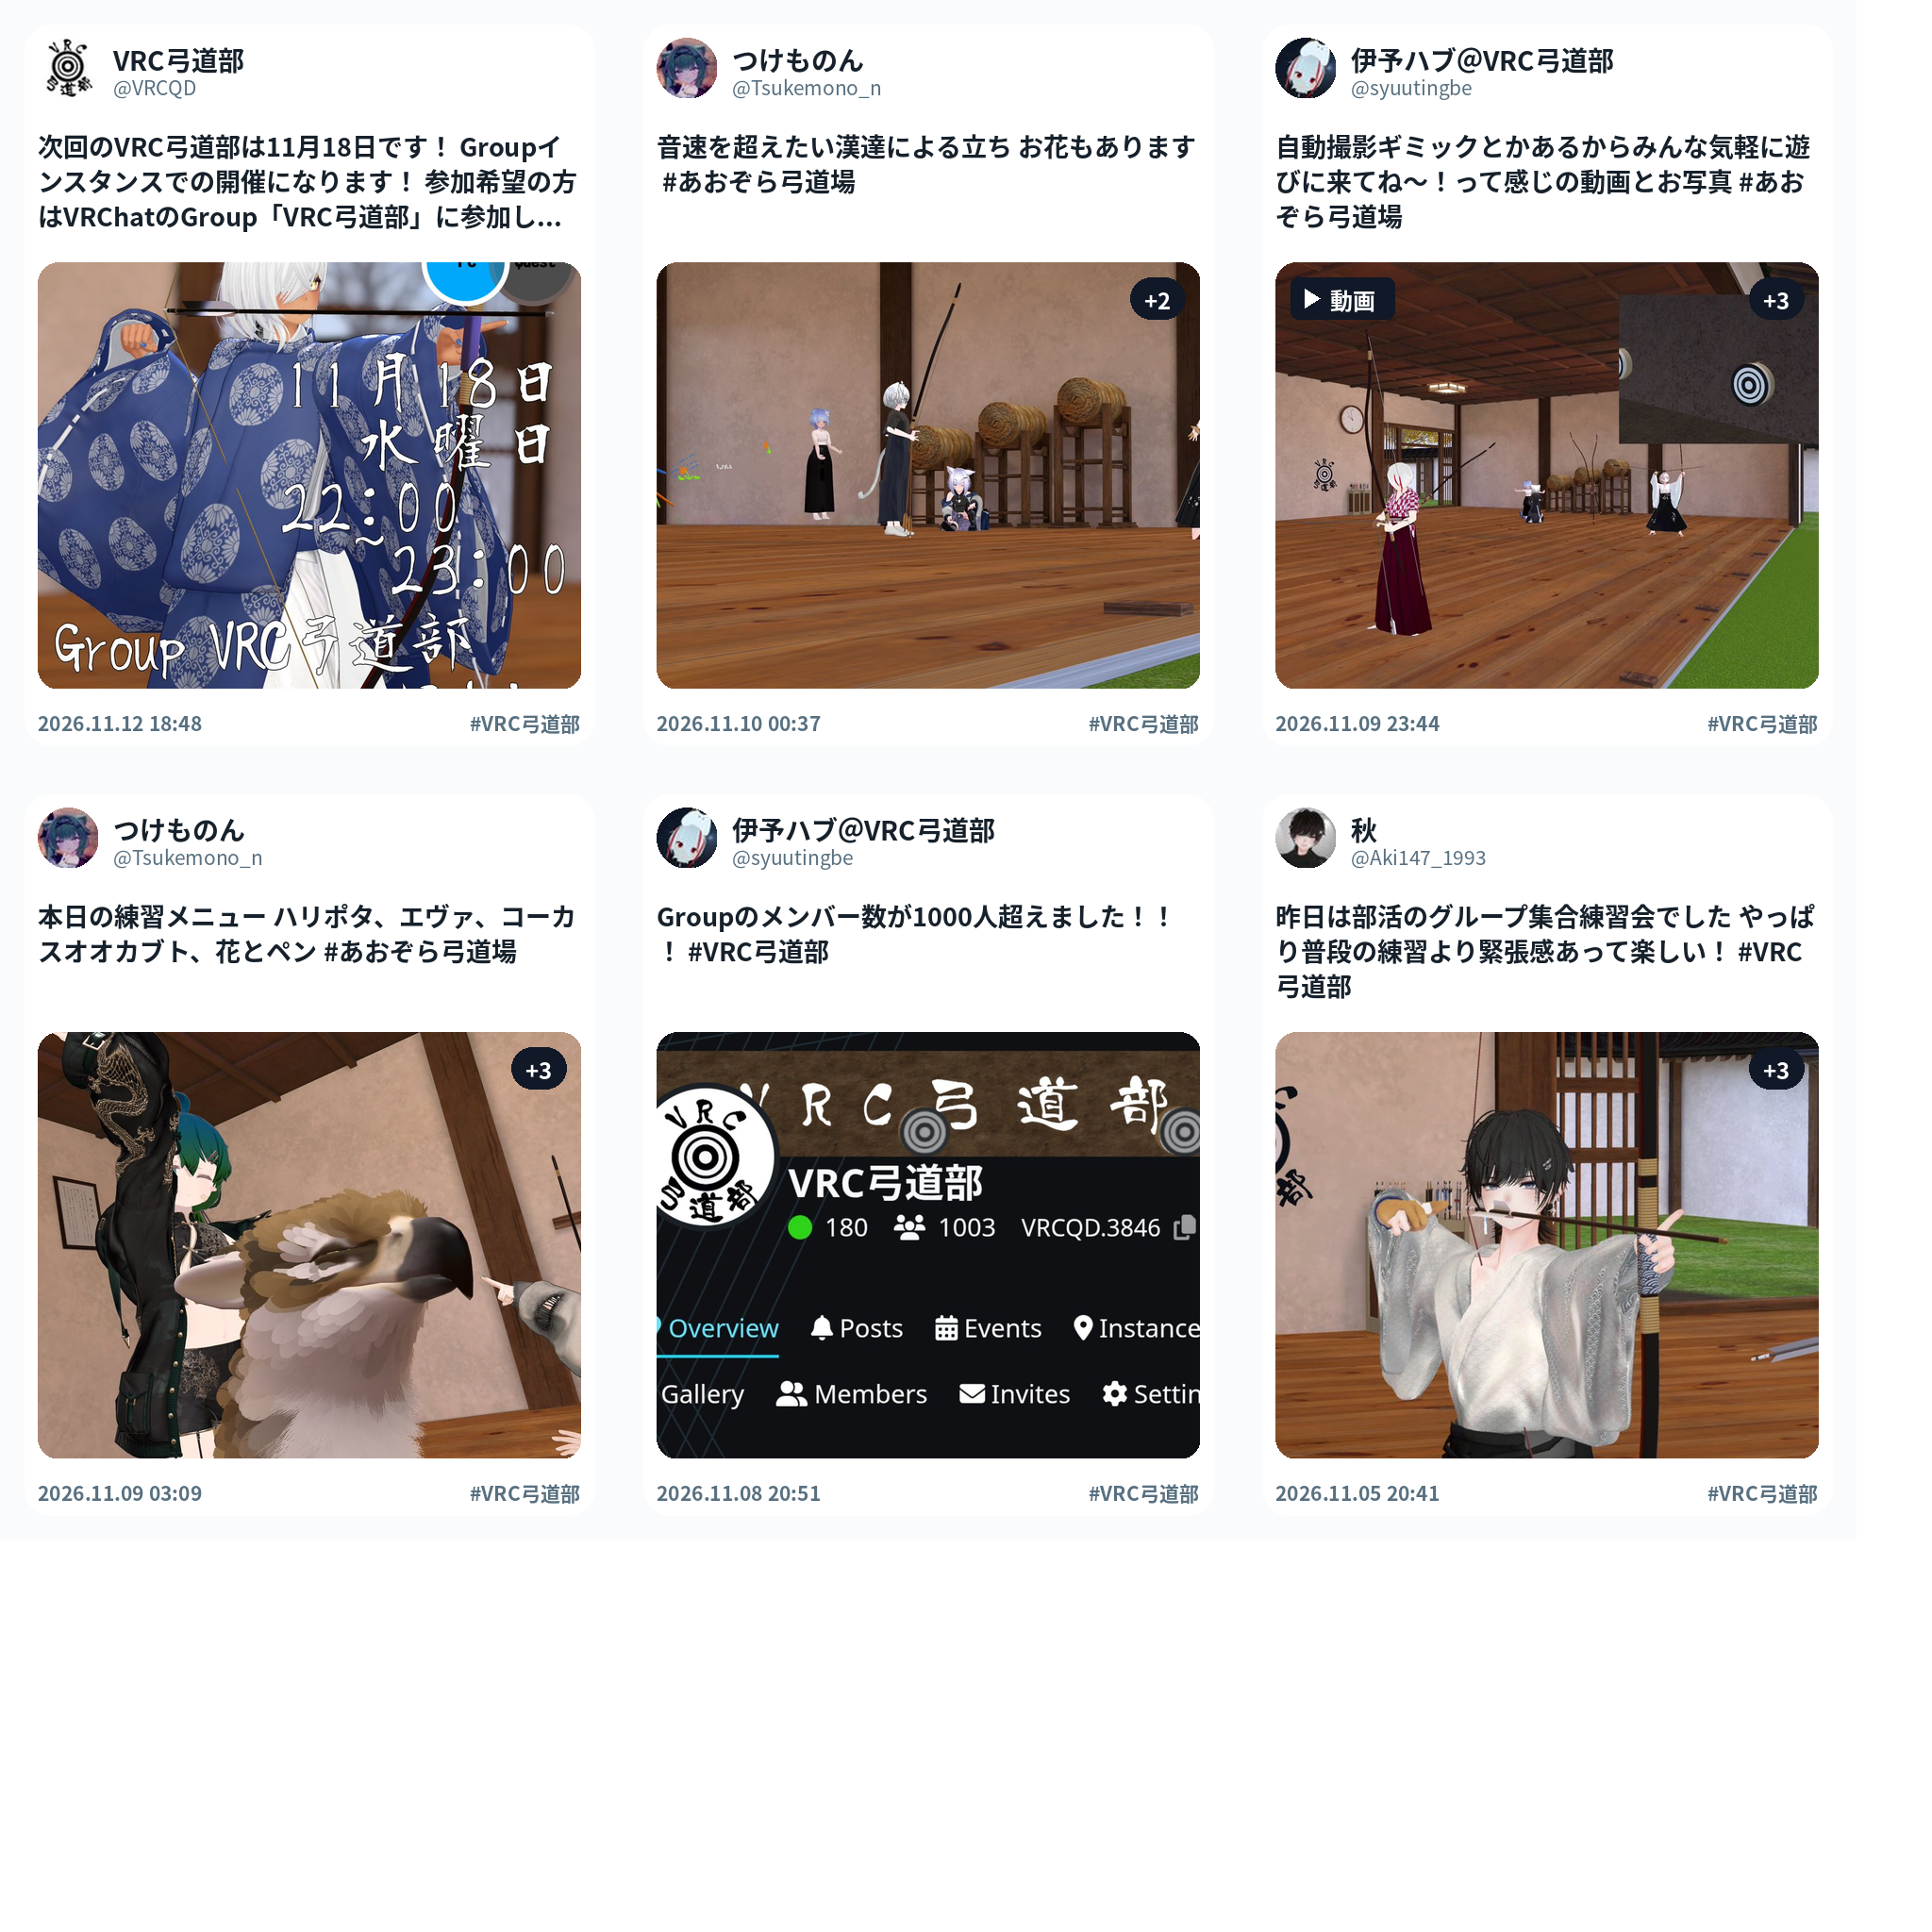 VRC弓道部
@VRCQD
次回のVRC弓道部は11月18日です！ Groupイ
ンスタンスでの開催になります！ 参加希望の方
はVRChatのGroup「VRC弓道部」に参加し...
PC
Quest
11月18日
水曜日
22:00
~
23:00
Group VRC弓道部
2026.11.12 18:48
#VRC弓道部
つけものん
@Tsukemono_n
音速を超えたい漢達による立ち お花もあります
#あおぞら弓道場
+2
2026.11.10 00:37
#VRC弓道部
伊予ハブ@VRC弓道部
@syuutingbe
自動撮影ギミックとかあるからみんな気軽に遊
びに来てね〜！って感じの動画とお写真 #あお
ぞら弓道場
動画
+3
VRC
弓道部
2026.11.09 23:44
#VRC弓道部
つけものん
@Tsukemono_n
本日の練習メニュー ハリポタ、エヴァ、コーカ
スオオカブト、花とペン #あおぞら弓道場
+3
2026.11.09 03:09
#VRC弓道部
伊予ハブ@VRC弓道部
@syuutingbe
Groupのメンバー数が1000人超えました！！
！ #VRC弓道部
VRC弓道部
VRC
弓道部
VRC弓道部
180 1003 VRCQD.3846
Overview Posts Events Instance
Gallery Members Invites Settin
2026.11.08 20:51
#VRC弓道部
秋
@Aki147_1993
昨日は部活のグループ集合練習会でした やっぱ
り普段の練習より緊張感あって楽しい！ #VRC
弓道部
+3
部
2026.11.05 20:41
#VRC弓道部